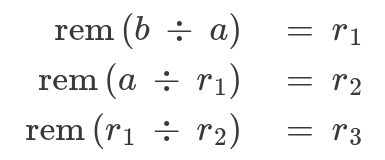 rem (b ÷ a) = r₁
rem (a ÷ r₁) = r₂
rem (r₁ ÷ r₂) = r₃